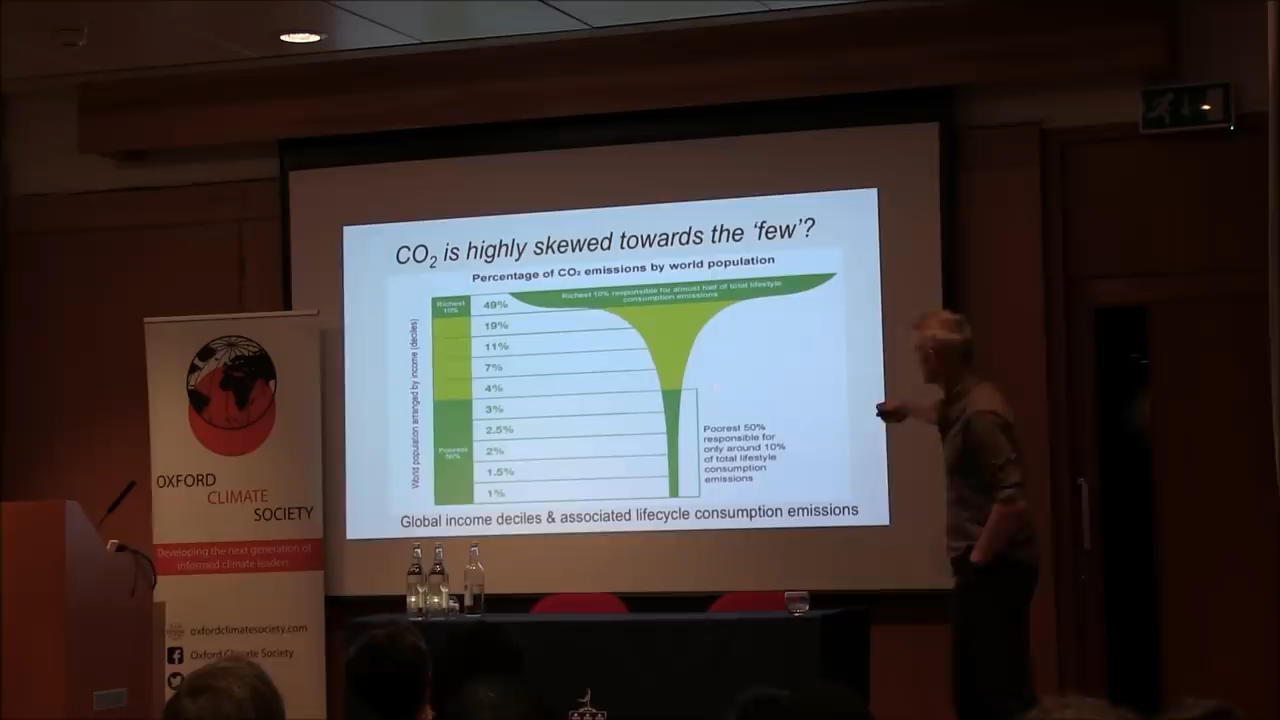 CO₂ is highly skewed towards the 'few'?
Percentage of CO₂ emissions by world population
World population arranged by income (deciles)
Richest
10%
49%
Richest 10% responsible for almost half of total lifestyle
consumption emissions
19%
11%
7%
4%
3%
2.5%
Poorest
50%
2%
1.5%
1%
Poorest 50%
responsible for
only around 10%
of total lifestyle
consumption
emissions
Global income deciles & associated lifecycle consumption emissions
OXFORD
CLIMATE
SOCIETY
Developing the next generation of
informed climate leaders
oxfordclimatesociety.com
Oxford Climate Society